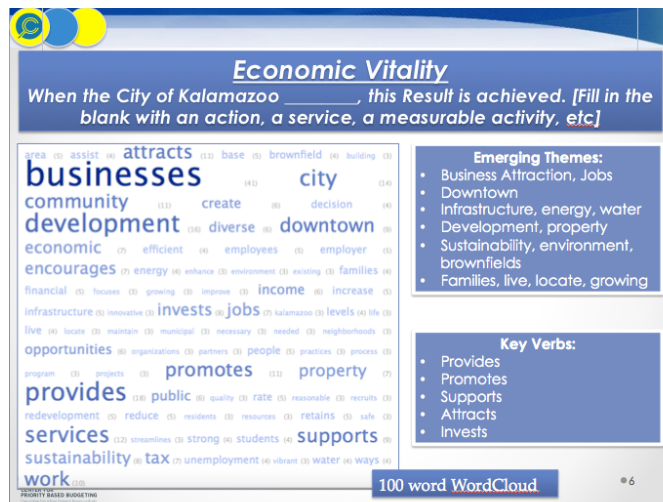 Economic Vitality
When the City of Kalamazoo ________, this Result is achieved. [Fill in the
blank with an action, a service, a measurable activity, etc]
area (5) assist (4) attracts (11) base (5) brownfield (4) building (3)
businesses (41) city (14)
community (11) create (6) decision (4)
development (16) diverse (6) downtown (9)
economic (7) efficient (4) employees (5) employer (5)
encourages (7) energy (4) enhance (3) environment (3) existing (3) families (4)
financial (5) focuses (3) growing (3) improve (3) income (6) increase (5)
infrastructure (5) innovative (3) invests (8) jobs (7) kalamazoo (3) levels (4) life (3)
live (4) locate (3) maintain (3) municipal (3) necessary (3) needed (3) neighborhoods (3)
opportunities (6) organizations (3) partners (3) people (5) practices (3) process (3)
program (3) projects (3) promotes (11) property (7)
provides (18) public (6) quality (3) rate (5) reasonable (3) recruits (3)
redevelopment (5) reduce (5) residents (3) resources (3) retains (5) safe (3)
services (12) streamlines (3) strong (4) students (4) supports (9)
sustainability (6) tax (7) unemployment (4) vibrant (3) water (4) ways (4)
work (10)
Emerging Themes:
• Business Attraction, Jobs
• Downtown
• Infrastructure, energy, water
• Development, property
• Sustainability, environment,
brownfields
• Families, live, locate, growing
Key Verbs:
• Provides
• Promotes
• Supports
• Attracts
• Invests
100 word WordCloud
CENTER FOR
PRIORITY BASED BUDGETING
6